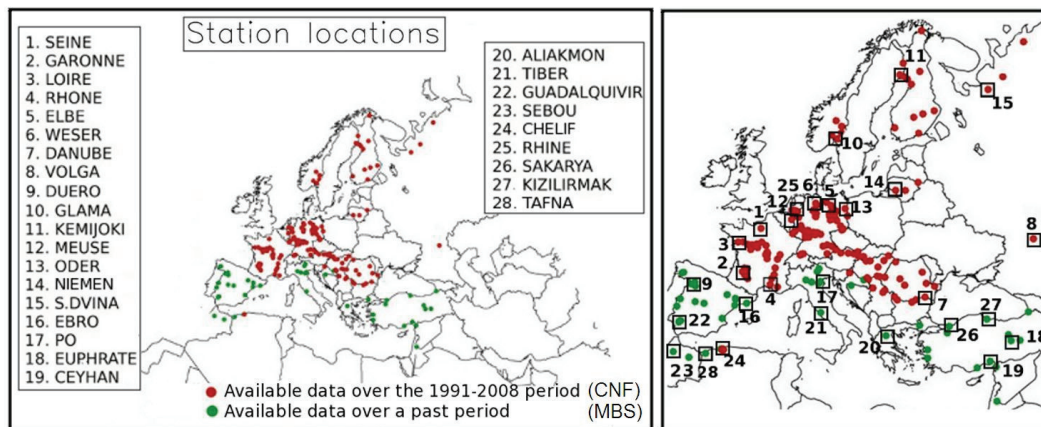 Station locations
1. SEINE
2. GARONNE
3. LOIRE
4. RHONE
5. ELBE
6. WESER
7. DANUBE
8. VOLGA
9. DUERO
10. GLAMA
11. KEMIJOKI
12. MEUSE
13. ODER
14. NIEMEN
15. S.DVINA
16. EBRO
17. PO
18. EUPHRATE
19. CEYHAN
20. ALIAKMON
21. TIBER
22. GUADALQUIVIR
23. SEBOU
24. CHELIF
25. RHINE
26. SAKARYA
27. KIZILIRMAK
28. TAFNA
Available data over the 1991-2008 period (CNF)
Available data over a past period (MBS)
11
15
10
14
25 6 5
12
13
1
8
3
2
9
4
7
16
17
27
22
21
26
18
20
23 28 24
19